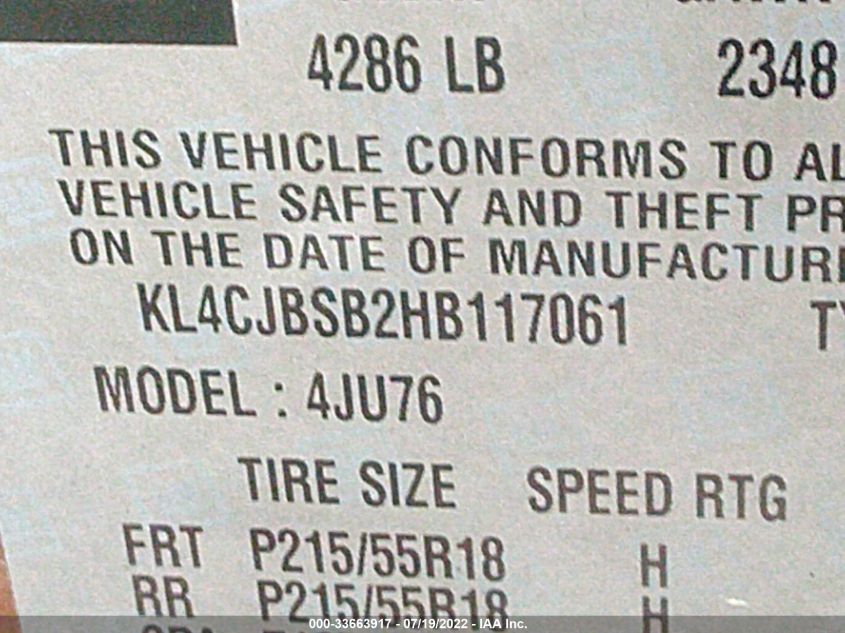 4286 LB 2348
THIS VEHICLE CONFORMS TO AL
VEHICLE SAFETY AND THEFT PR
ON THE DATE OF MANUFACTUR
KL4CJBSB2HB117061 TY
MODEL : 4JU76
TIRE SIZE SPEED RTG
FRT P215/55R18 H
RR P215/55R18 H
000-33663917 - 07/19/2022 - IAA Inc.